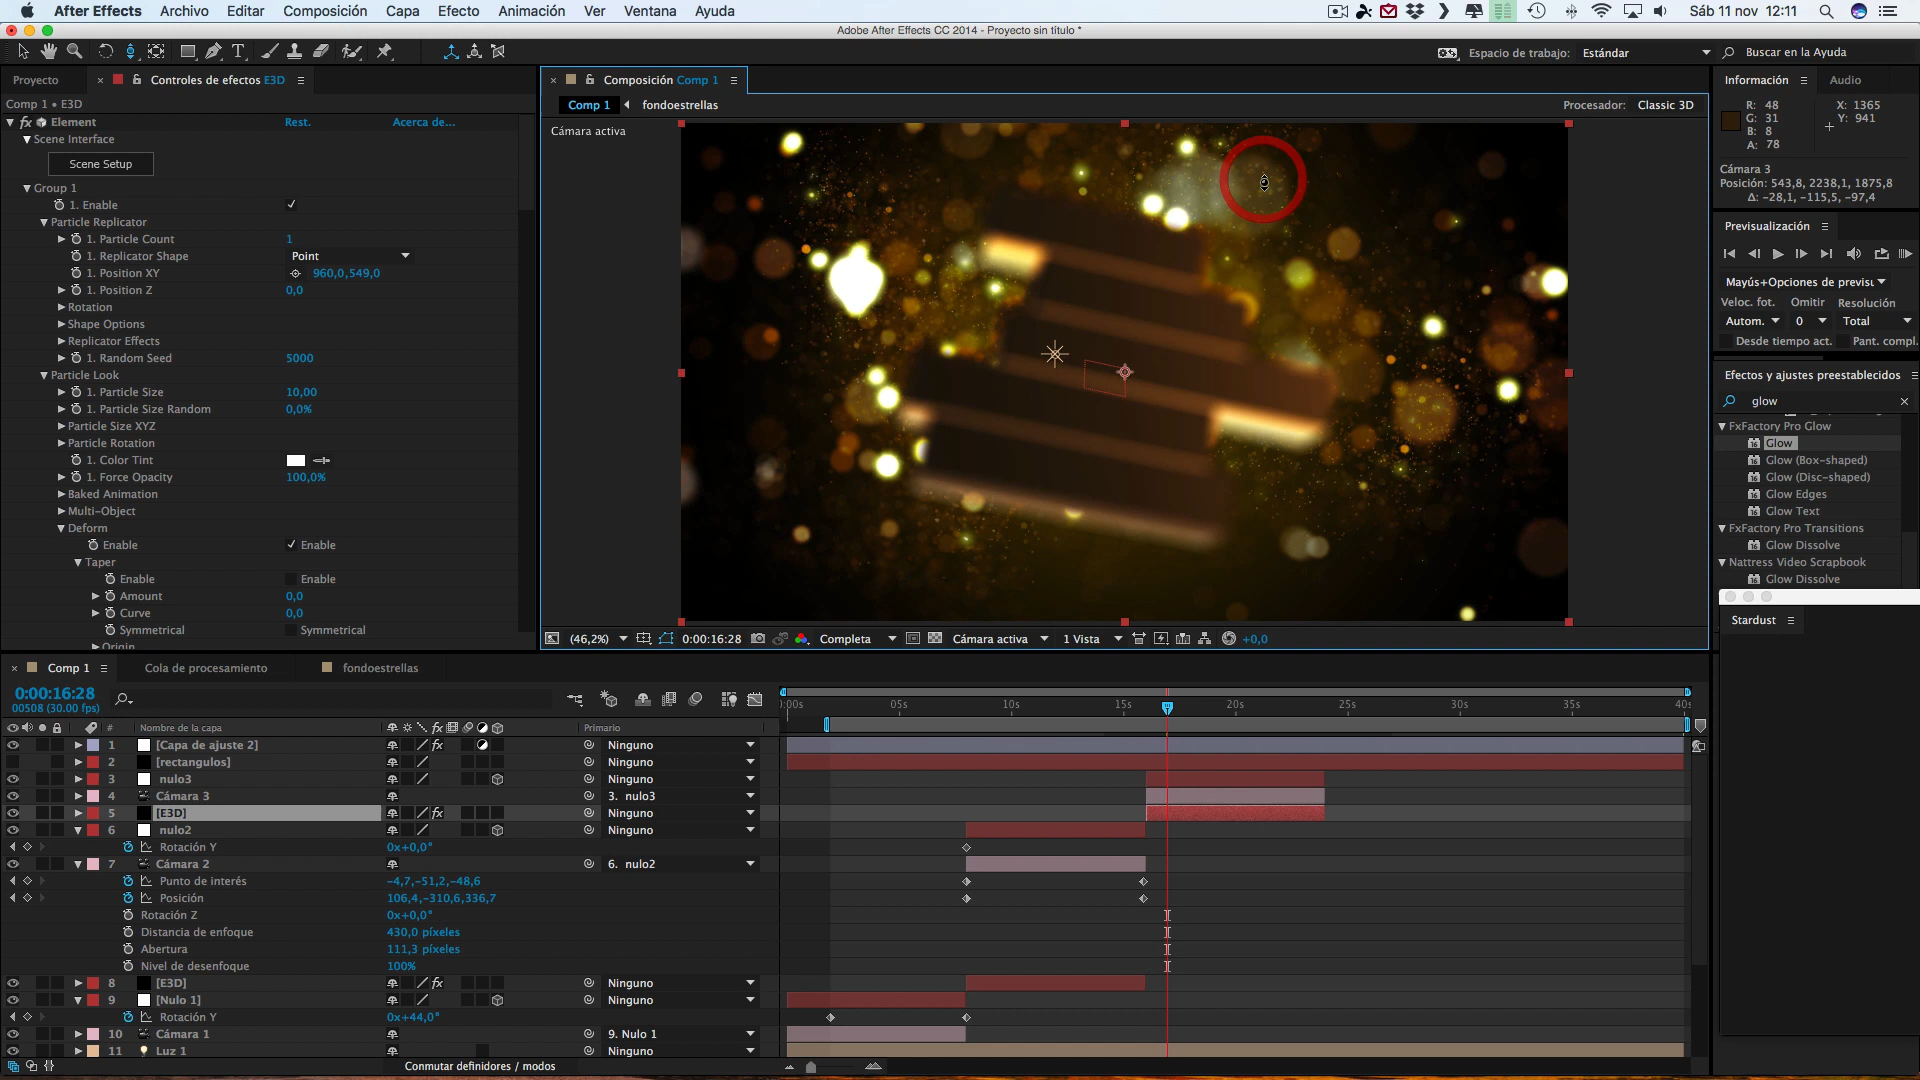 After Effects Archivo Editar Composición Capa Efecto Animación Ver Ventana Ayuda Sáb 11 nov 12:11
Adobe After Effects CC 2014 - Proyecto sin título *
Espacio de trabajo: Estándar Buscar en la Ayuda
Proyecto Controles de efectos E3D
Comp 1 • E3D
fx Element Rest. Acerca de...
Scene Interface
Scene Setup
Group 1
1. Enable
Particle Replicator
1. Particle Count 1
1. Replicator Shape Point
1. Position XY 960,0,549,0
1. Position Z 0,0
Rotation
Shape Options
Replicator Effects
1. Random Seed 5000
Particle Look
1. Particle Size 10,00
1. Particle Size Random 0,0%
Particle Size XYZ
Particle Rotation
1. Color Tint
1. Force Opacity 100,0%
Baked Animation
Multi-Object
Deform
Enable Enable
Taper
Enable Enable
Amount 0,0
Curve 0,0
Symmetrical Symmetrical
Origin
Composición Comp 1
Comp 1 fondoestrellas Procesador: Classic 3D
Cámara activa
(46,2%) 0:00:16:28 Completa Cámara activa 1 Vista +0,0
Información Audio
R: 48 X: 1365
G: 31 Y: 941
B: 8
A: 78
Cámara 3
Posición: 543,8, 2238,1, 1875,8
Δ: -28,1, -115,5, -97,4
Previsualización
Mayús+Opciones de previsu
Veloc. fot. Omitir Resolución
Autom. 0 Total
Desde tiempo act. Pant. compl.
Efectos y ajustes preestablecidos
glow
FxFactory Pro Glow
Glow
Glow (Box-shaped)
Glow (Disc-shaped)
Glow Edges
Glow Text
FxFactory Pro Transitions
Glow Dissolve
Nattress Video Scrapbook
Glow Dissolve
Stardust
Comp 1 Cola de procesamiento fondoestrellas
0:00:16:28
00508 (30.00 fps)
):00s 05s 10s 15s 20s 25s 30s 35s 40s
# Nombre de la capa fx Primario
1 [Capa de ajuste 2] fx Ninguno
2 [rectangulos] Ninguno
3 nulo3 Ninguno
4 Cámara 3 3. nulo3
5 [E3D] fx Ninguno
6 nulo2 Ninguno
Rotación Y 0x+0,0°
7 Cámara 2 6. nulo2
Punto de interés -4,7,-51,2,-48,6
Posición 106,4,-310,6,336,7
Rotación Z 0x+0,0°
Distancia de enfoque 430,0 píxeles
Abertura 111,3 píxeles
Nivel de desenfoque 100%
8 [E3D] fx Ninguno
9 [Nulo 1] Ninguno
Rotación Y 0x+44,0°
10 Cámara 1 9. Nulo 1
11 Luz 1 Ninguno
Conmutar definidores / modos